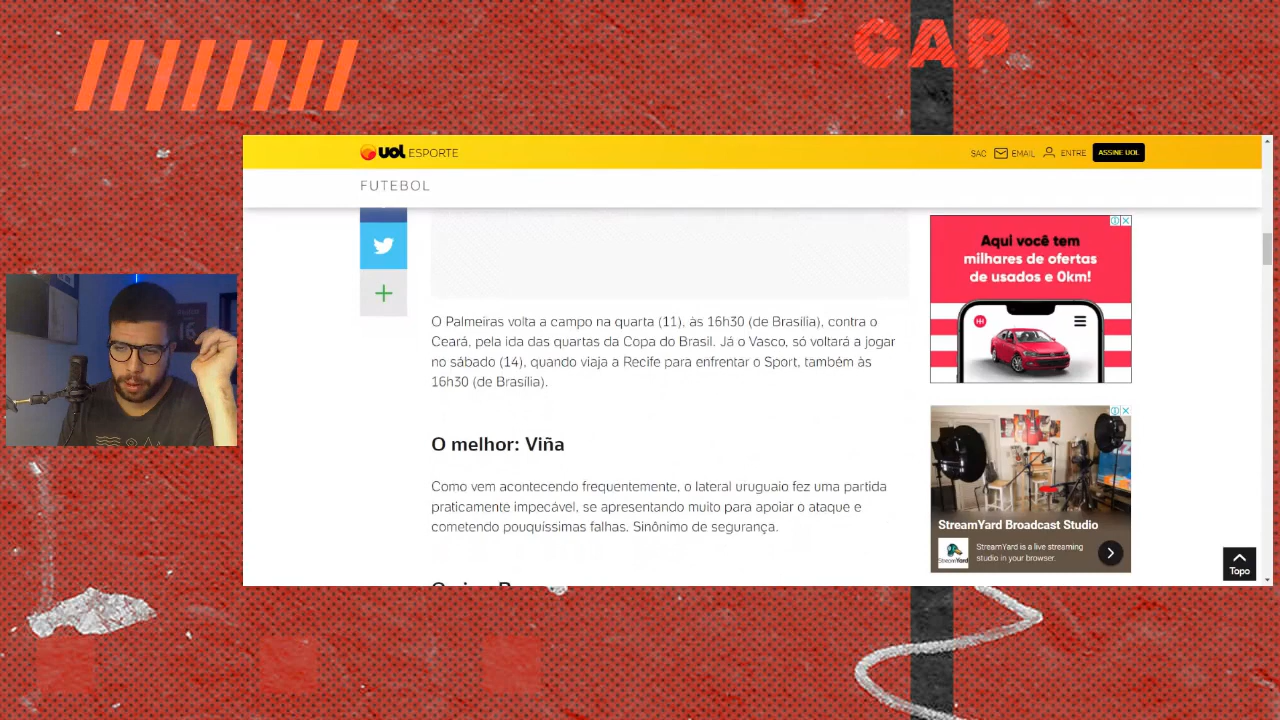 CAP
uol ESPORTE
SAC EMAIL ENTRE ASSINE UOL
FUTEBOL
O Palmeiras volta a campo na quarta (11), às 16h30 (de Brasília), contra o
Ceará, pela ida das quartas da Copa do Brasil. Já o Vasco, só voltará a jogar
no sábado (14), quando viaja a Recife para enfrentar o Sport, também às
16h30 (de Brasília).
O melhor: Viña
Como vem acontecendo frequentemente, o lateral uruguaio fez uma partida
praticamente impecável, se apresentando muito para apoiar o ataque e
cometendo pouquíssimas falhas. Sinônimo de segurança.
Aqui você tem
milhares de ofertas
de usados e 0km!
StreamYard Broadcast Studio
StreamYard is a live streaming
studio in your browser.
StreamYard
Topo
16